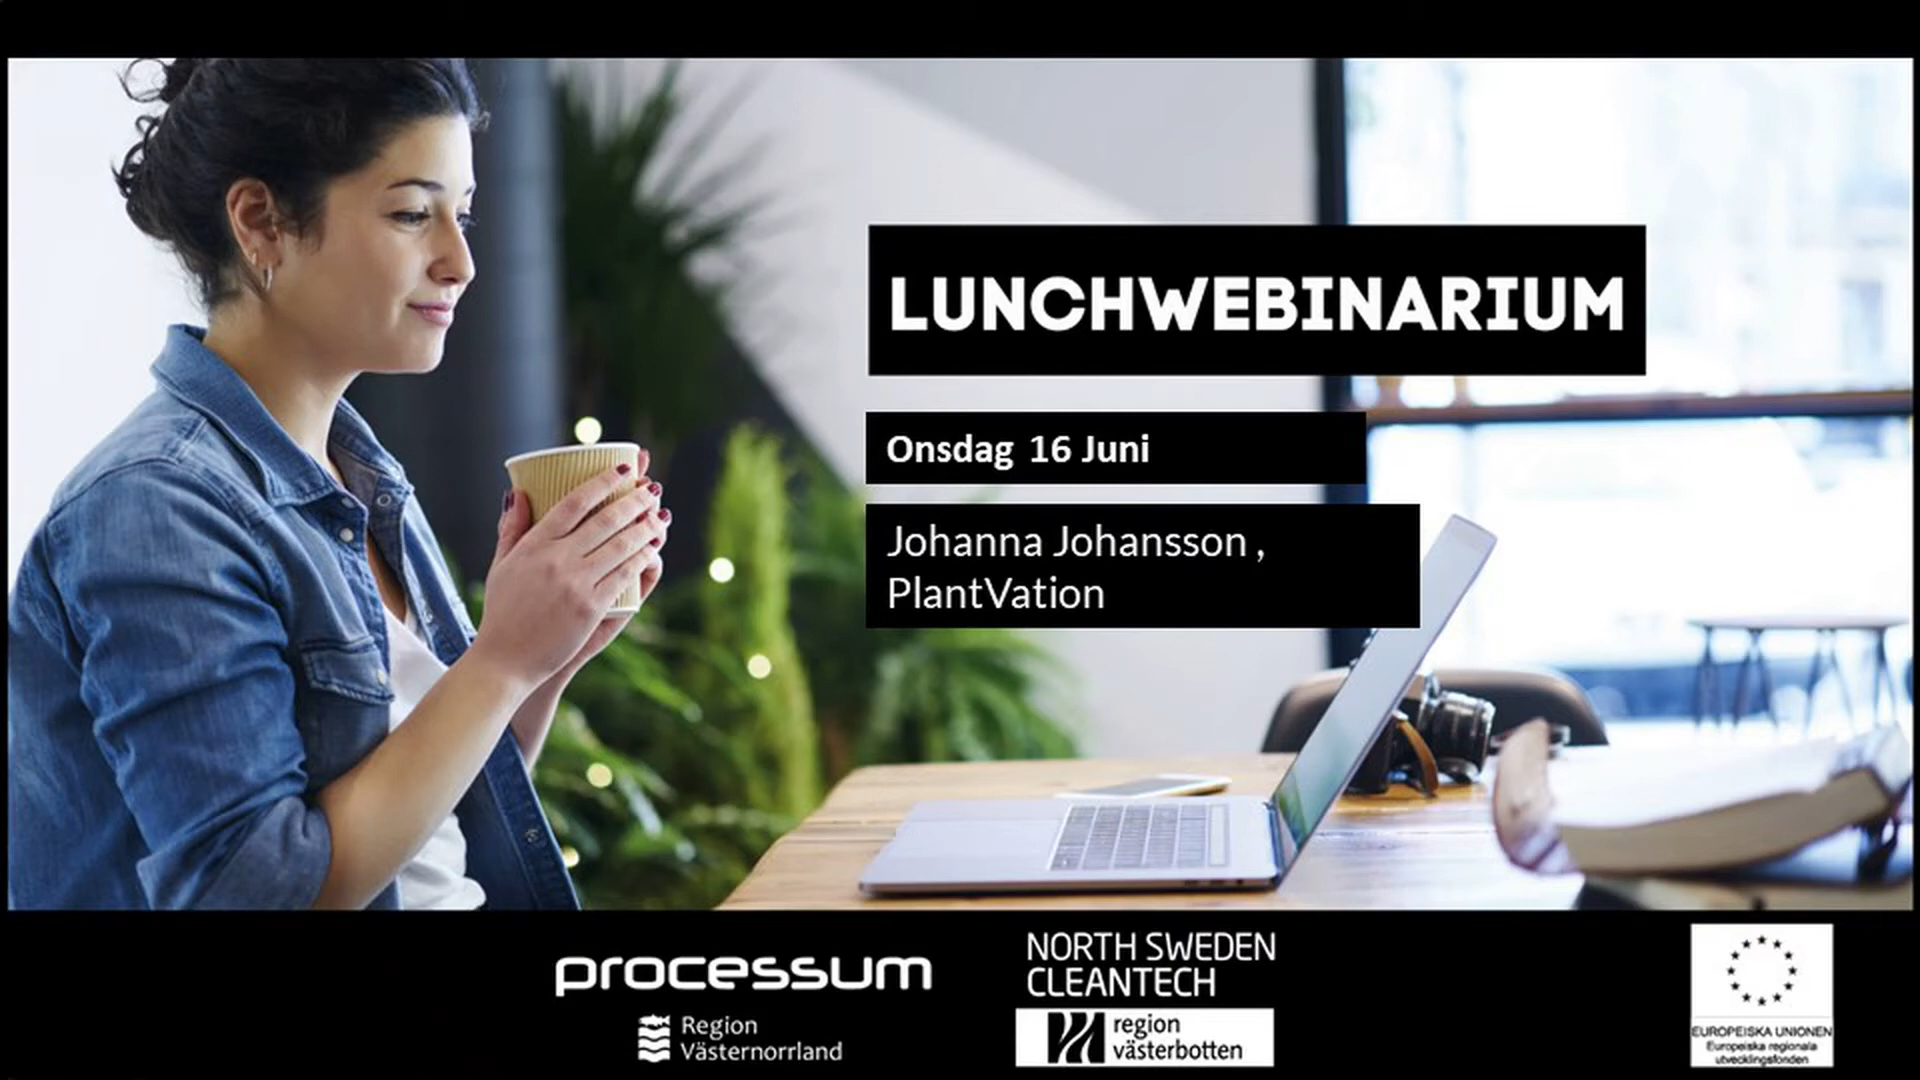 LUNCHWEBINARIUM
Onsdag 16 Juni
Johanna Johansson ,
PlantVation
processum
Region
Västernorrland
NORTH SWEDEN
CLEANTECH
region
västerbotten
EUROPEISKA UNIONEN
Europeiska regionala
utvecklingsfonden